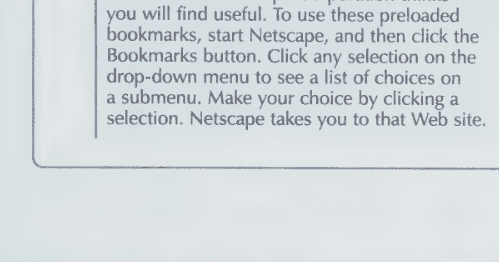 you will find useful. To use these preloaded
bookmarks, start Netscape, and then click the
Bookmarks button. Click any selection on the
drop-down menu to see a list of choices on
a submenu. Make your choice by clicking a
selection. Netscape takes you to that Web site.